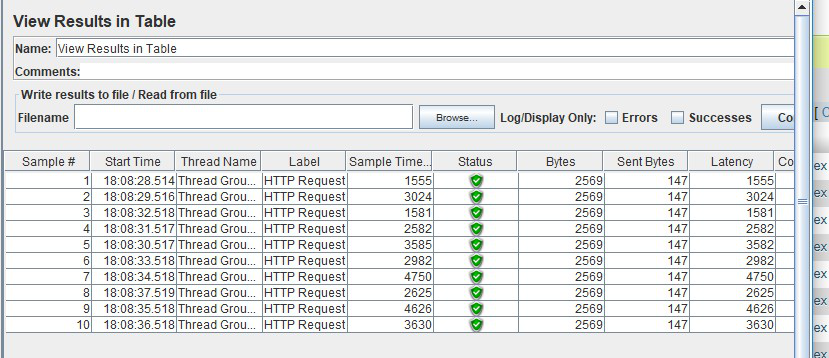 View Results in Table
Name: View Results in Table
Comments:
Write results to file / Read from file
Filename Browse... Log/Display Only: Errors Successes Co
Sample # Start Time Thread Name Label Sample Time... Status Bytes Sent Bytes Latency Co
1 18:08:28.514 Thread Grou... HTTP Request 1555 2569 147 1555
2 18:08:29.516 Thread Grou... HTTP Request 3024 2569 147 3024
3 18:08:32.518 Thread Grou... HTTP Request 1581 2569 147 1581
4 18:08:31.517 Thread Grou... HTTP Request 2582 2569 147 2582
5 18:08:30.517 Thread Grou... HTTP Request 3585 2569 147 3582
6 18:08:33.518 Thread Grou... HTTP Request 2982 2569 147 2982
7 18:08:34.518 Thread Grou... HTTP Request 4750 2569 147 4750
8 18:08:37.519 Thread Grou... HTTP Request 2625 2569 147 2625
9 18:08:35.518 Thread Grou... HTTP Request 4626 2569 147 4626
10 18:08:36.518 Thread Grou... HTTP Request 3630 2569 147 3630
[ C
ex
ex
ex
ex
ex
ex
ex
ex